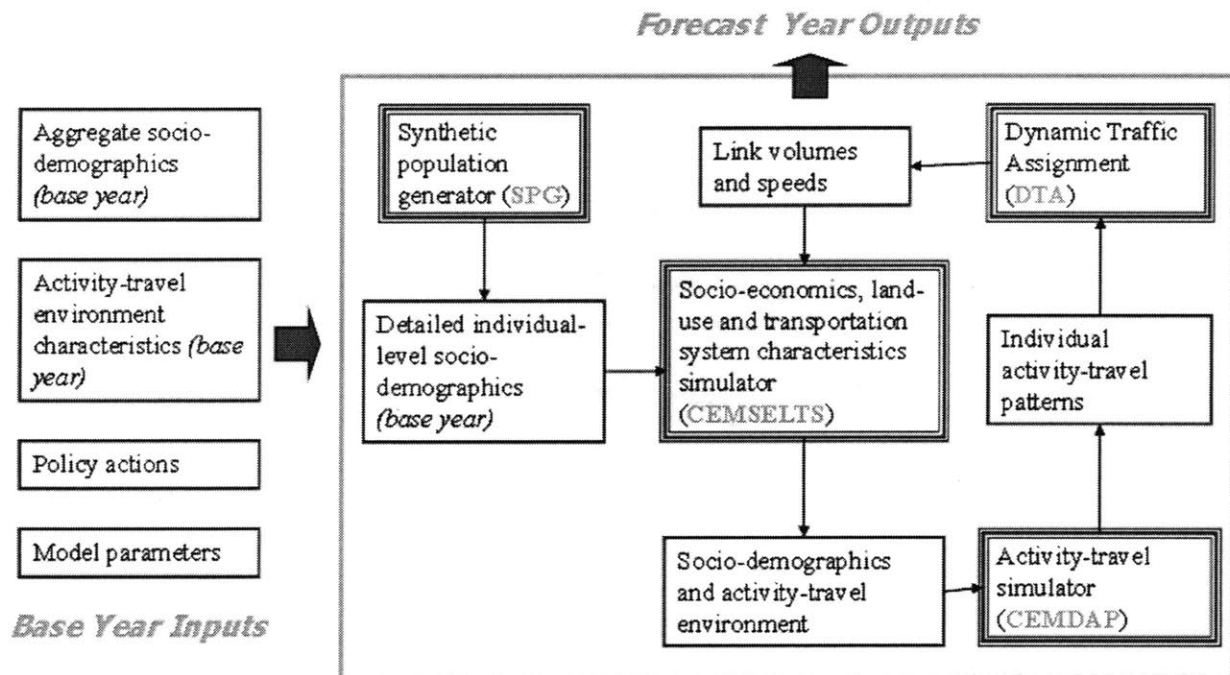 Forecast Year Outputs
Aggregate socio-
demographics
(base year)
Activity-travel
environment
characteristics (base
year)
Policy actions
Model parameters
Base Year Inputs
Synthetic
population
generator (SPG)
Detailed individual-
level socio-
demographics
(base year)
Link volumes
and speeds
Socio-economics, land-
use and transportation
system characteristics
simulator
(CEMSELTS)
Socio-demographics
and activity-travel
environment
Dynamic Traffic
Assignment
(DTA)
Individual
activity-travel
patterns
Activity-travel
simulator
(CEMDAP)